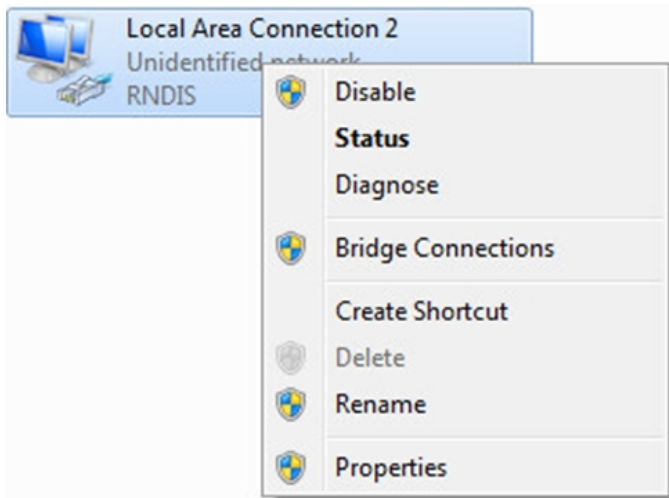 Local Area Connection 2
Unidentified network
RNDIS
Disable
Status
Diagnose
Bridge Connections
Create Shortcut
Delete
Rename
Properties